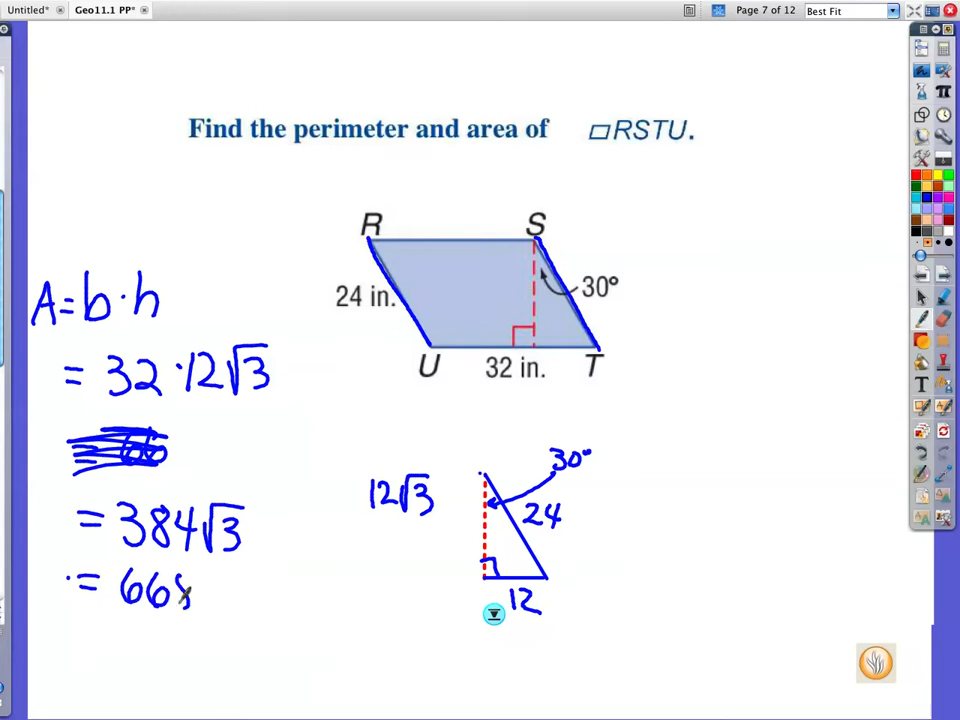 Untitled* Geo11.1 PP* Page 7 of 12 Best Fit
Find the perimeter and area of ▱RSTU.
R S
24 in. 30°
U 32 in. T
A = b · h
= 32 · 12√3
= 384√3
= 668
30°
12√3 24
12
π
T